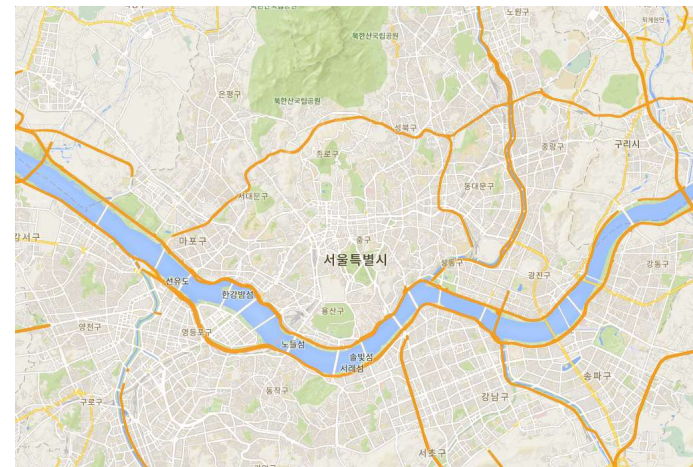 노원구
북한산국립공원
은평구
북한산국립공원
성북구
종로구
중랑구
구리시
동대문구
서대문구
마포구
중구
강서구
서울특별시
성동구
광진구
강동구
선유도
한강밤섬
용산구
양천구
영등포구
노들섬
솔빛섬
서래섬
송파구
동작구
강남구
구로구
서초구